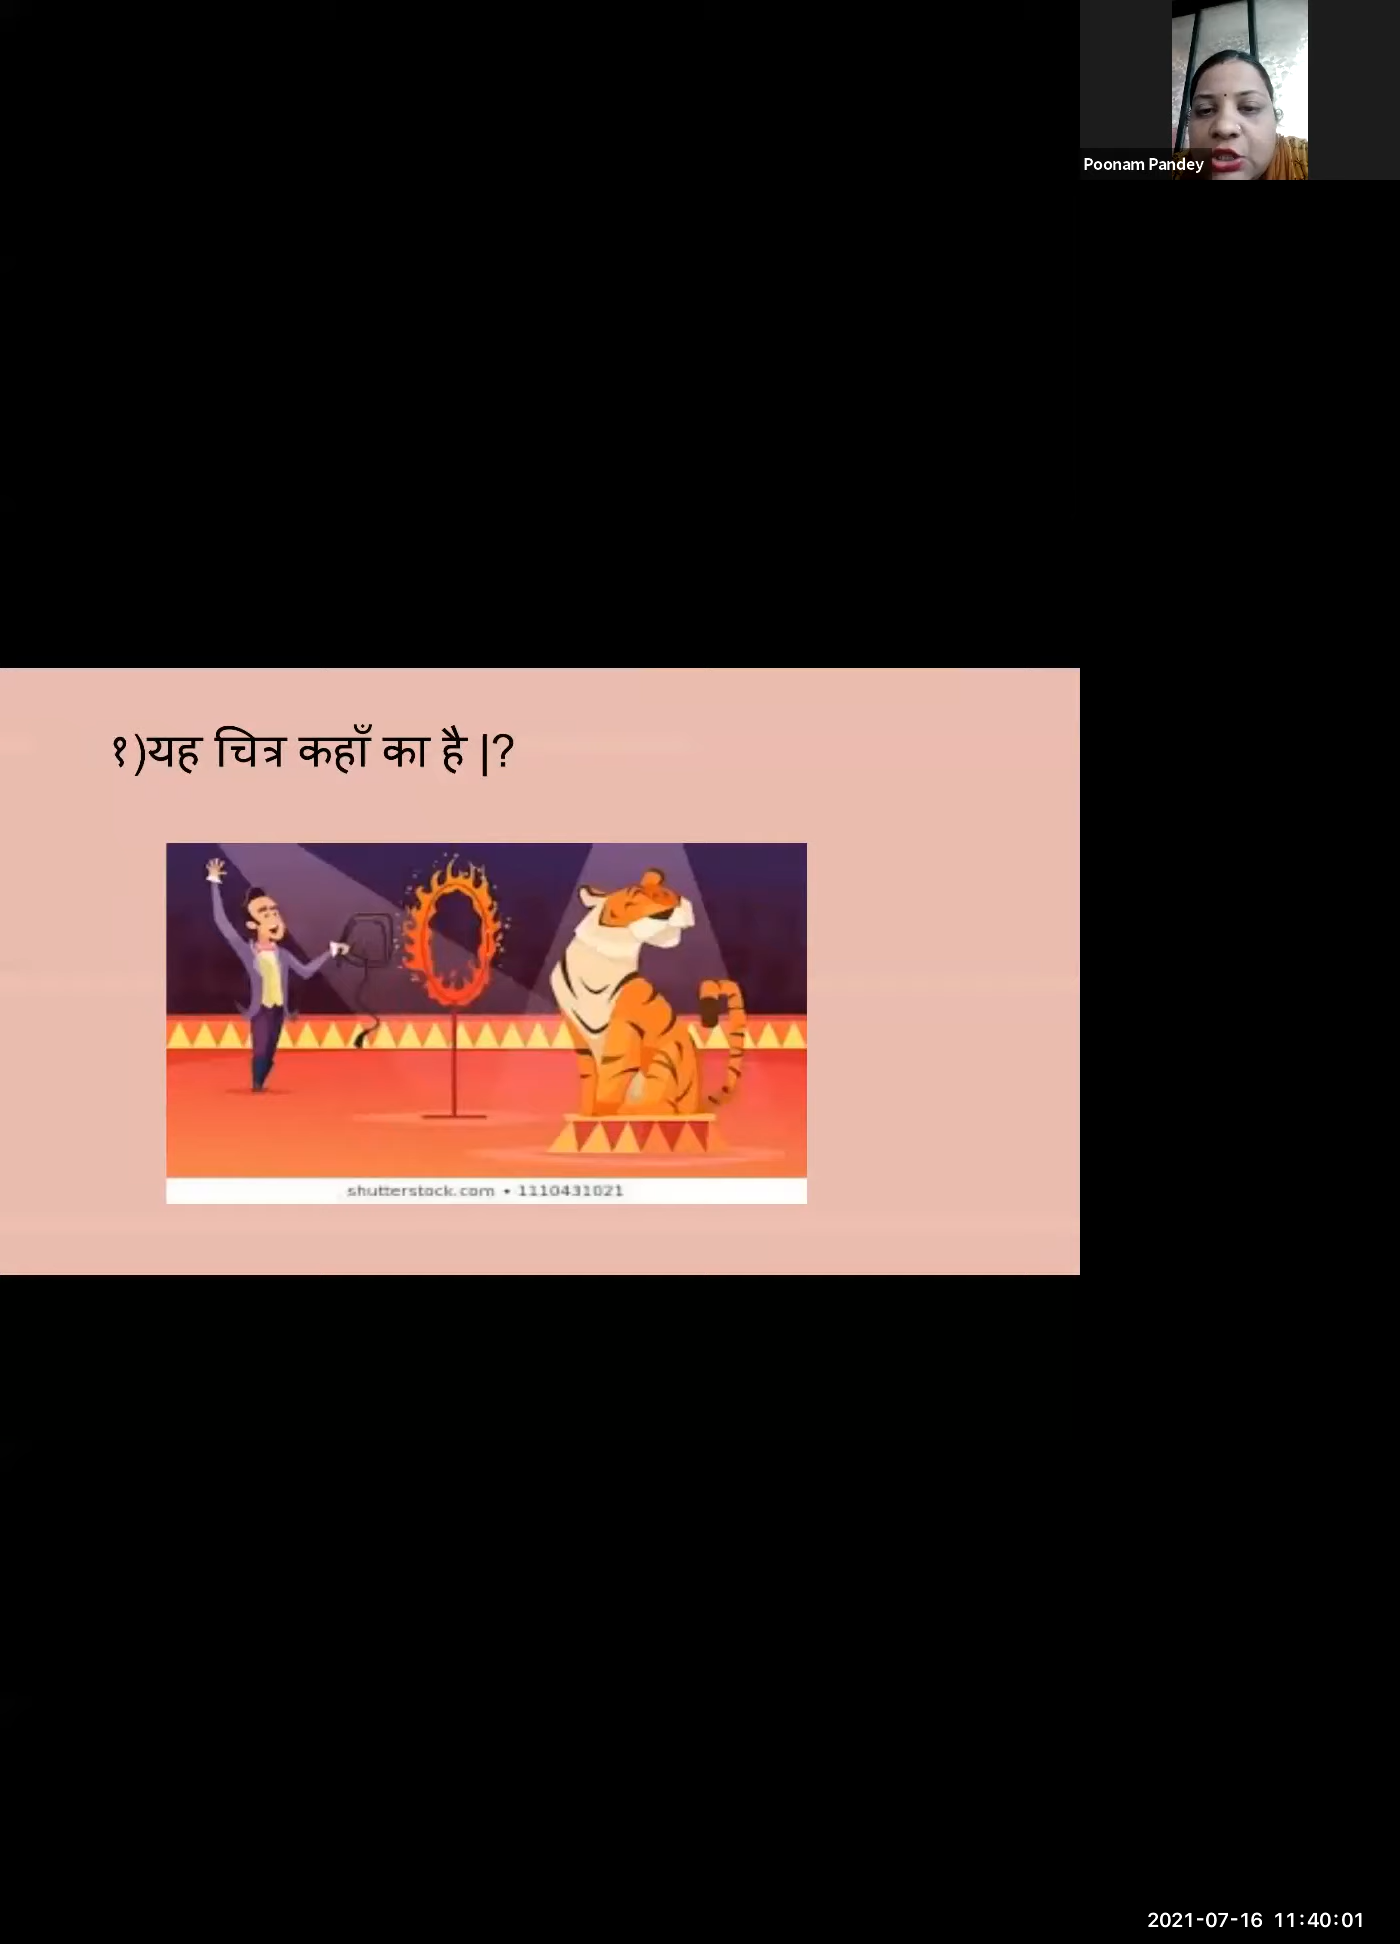 Poonam Pandey
१)यह चित्र कहाँ का है |?
shutterstock.com • 1110431021
2021-07-16 11:40:01